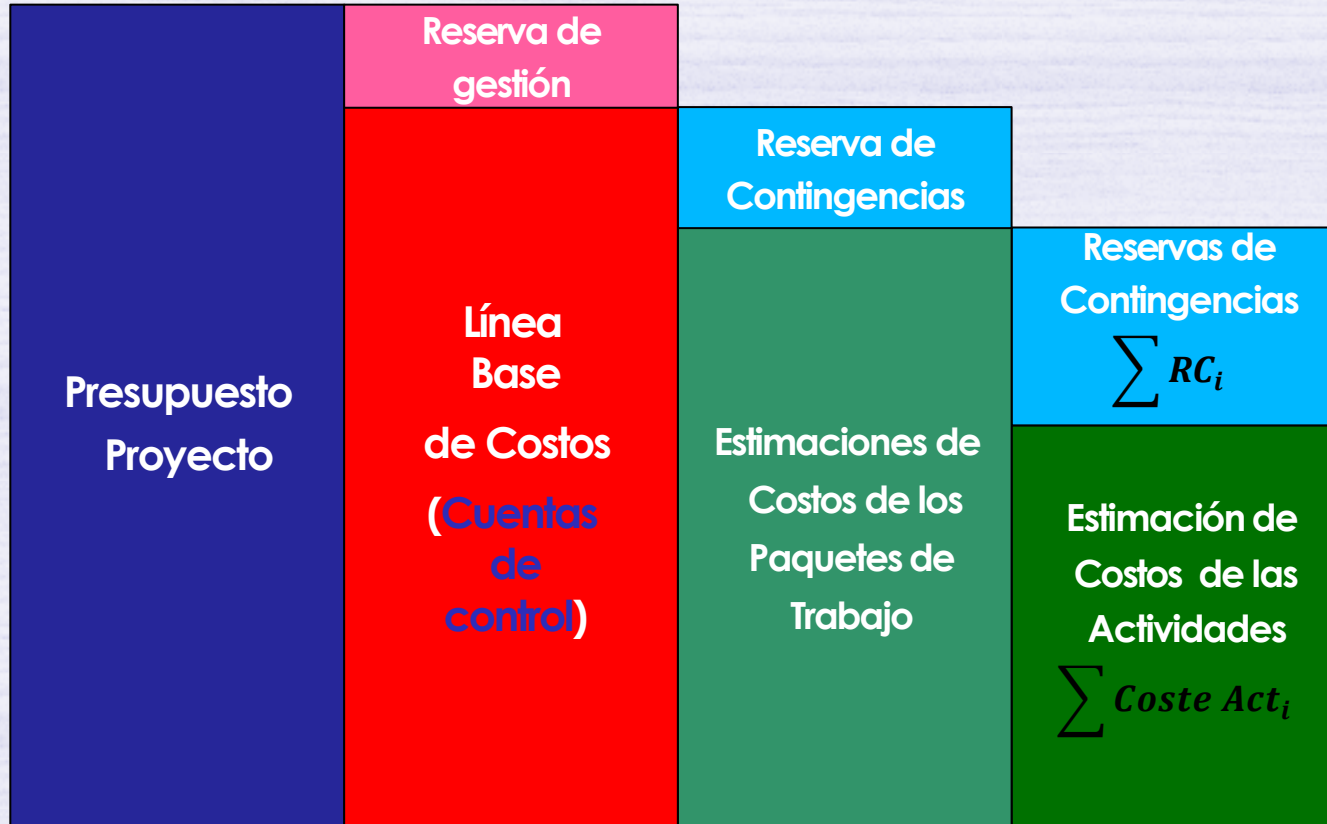 Presupuesto
Proyecto
Reserva de
gestión
Línea
Base
de Costos
(Cuentas
de
control)
Reserva de
Contingencias
Estimaciones de
Costos de los
Paquetes de
Trabajo
Reservas de
Contingencias
∑ RCᵢ
Estimación de
Costos de las
Actividades
∑ Coste Actᵢ